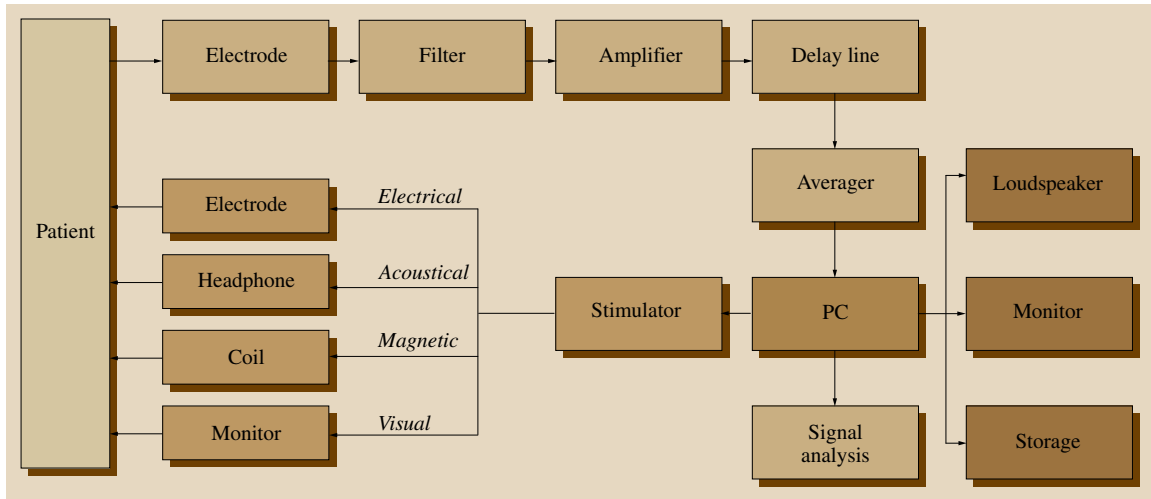 Electrode
Filter
Amplifier
Delay line
Averager
Loudspeaker
Electrical
Electrode
Patient
Acoustical
Headphone
Stimulator
PC
Monitor
Magnetic
Coil
Visual
Monitor
Signal
analysis
Storage